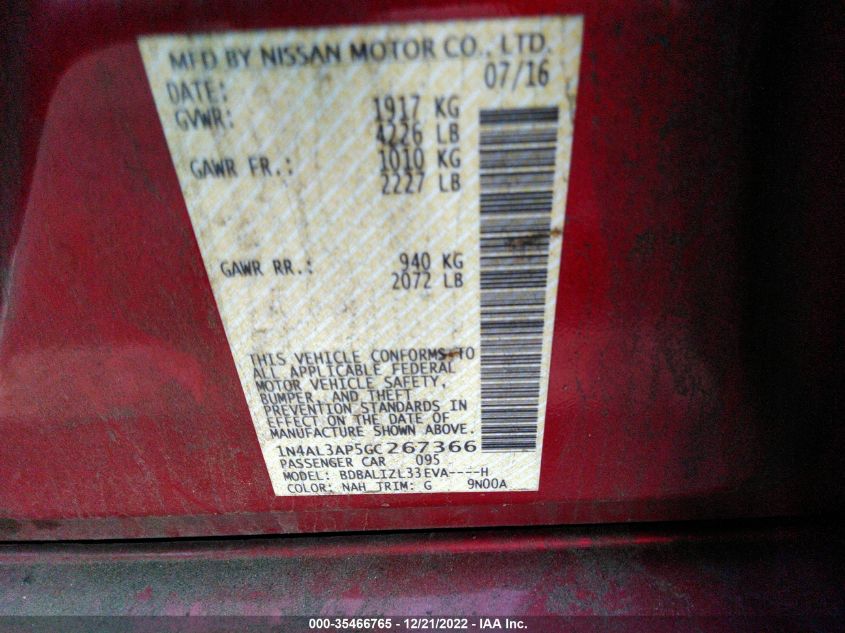 MFD BY NISSAN MOTOR CO., LTD.
DATE: 07/16
GVWR: 1917 KG
4226 LB
GAWR FR.: 1010 KG
2227 LB
GAWR RR.: 940 KG
2072 LB
THIS VEHICLE CONFORMS TO
ALL APPLICABLE FEDERAL
MOTOR VEHICLE SAFETY,
BUMPER, AND THEFT
PREVENTION STANDARDS IN
EFFECT ON THE DATE OF
MANUFACTURE SHOWN ABOVE.
1N4AL3AP5GC267366
PASSENGER CAR 095
MODEL: BDBALIZL33EVA----H
COLOR: NAH TRIM: G 9N00A
000-35466765 - 12/21/2022 - IAA Inc.